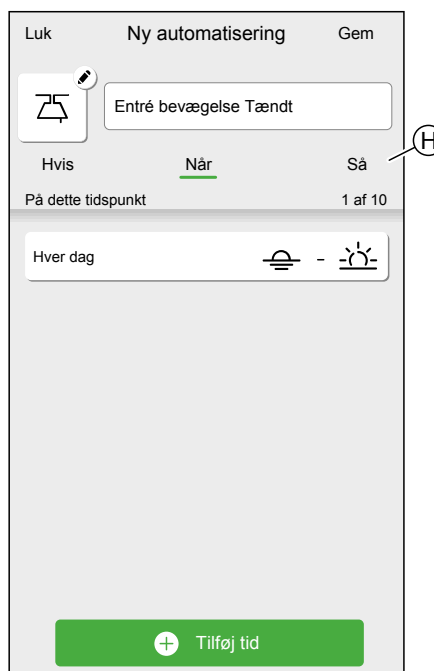 Luk Ny automatisering Gem
Entré bevægelse Tændt
H
Hvis Når Så
På dette tidspunkt 1 af 10
Hver dag -
Tilføj tid